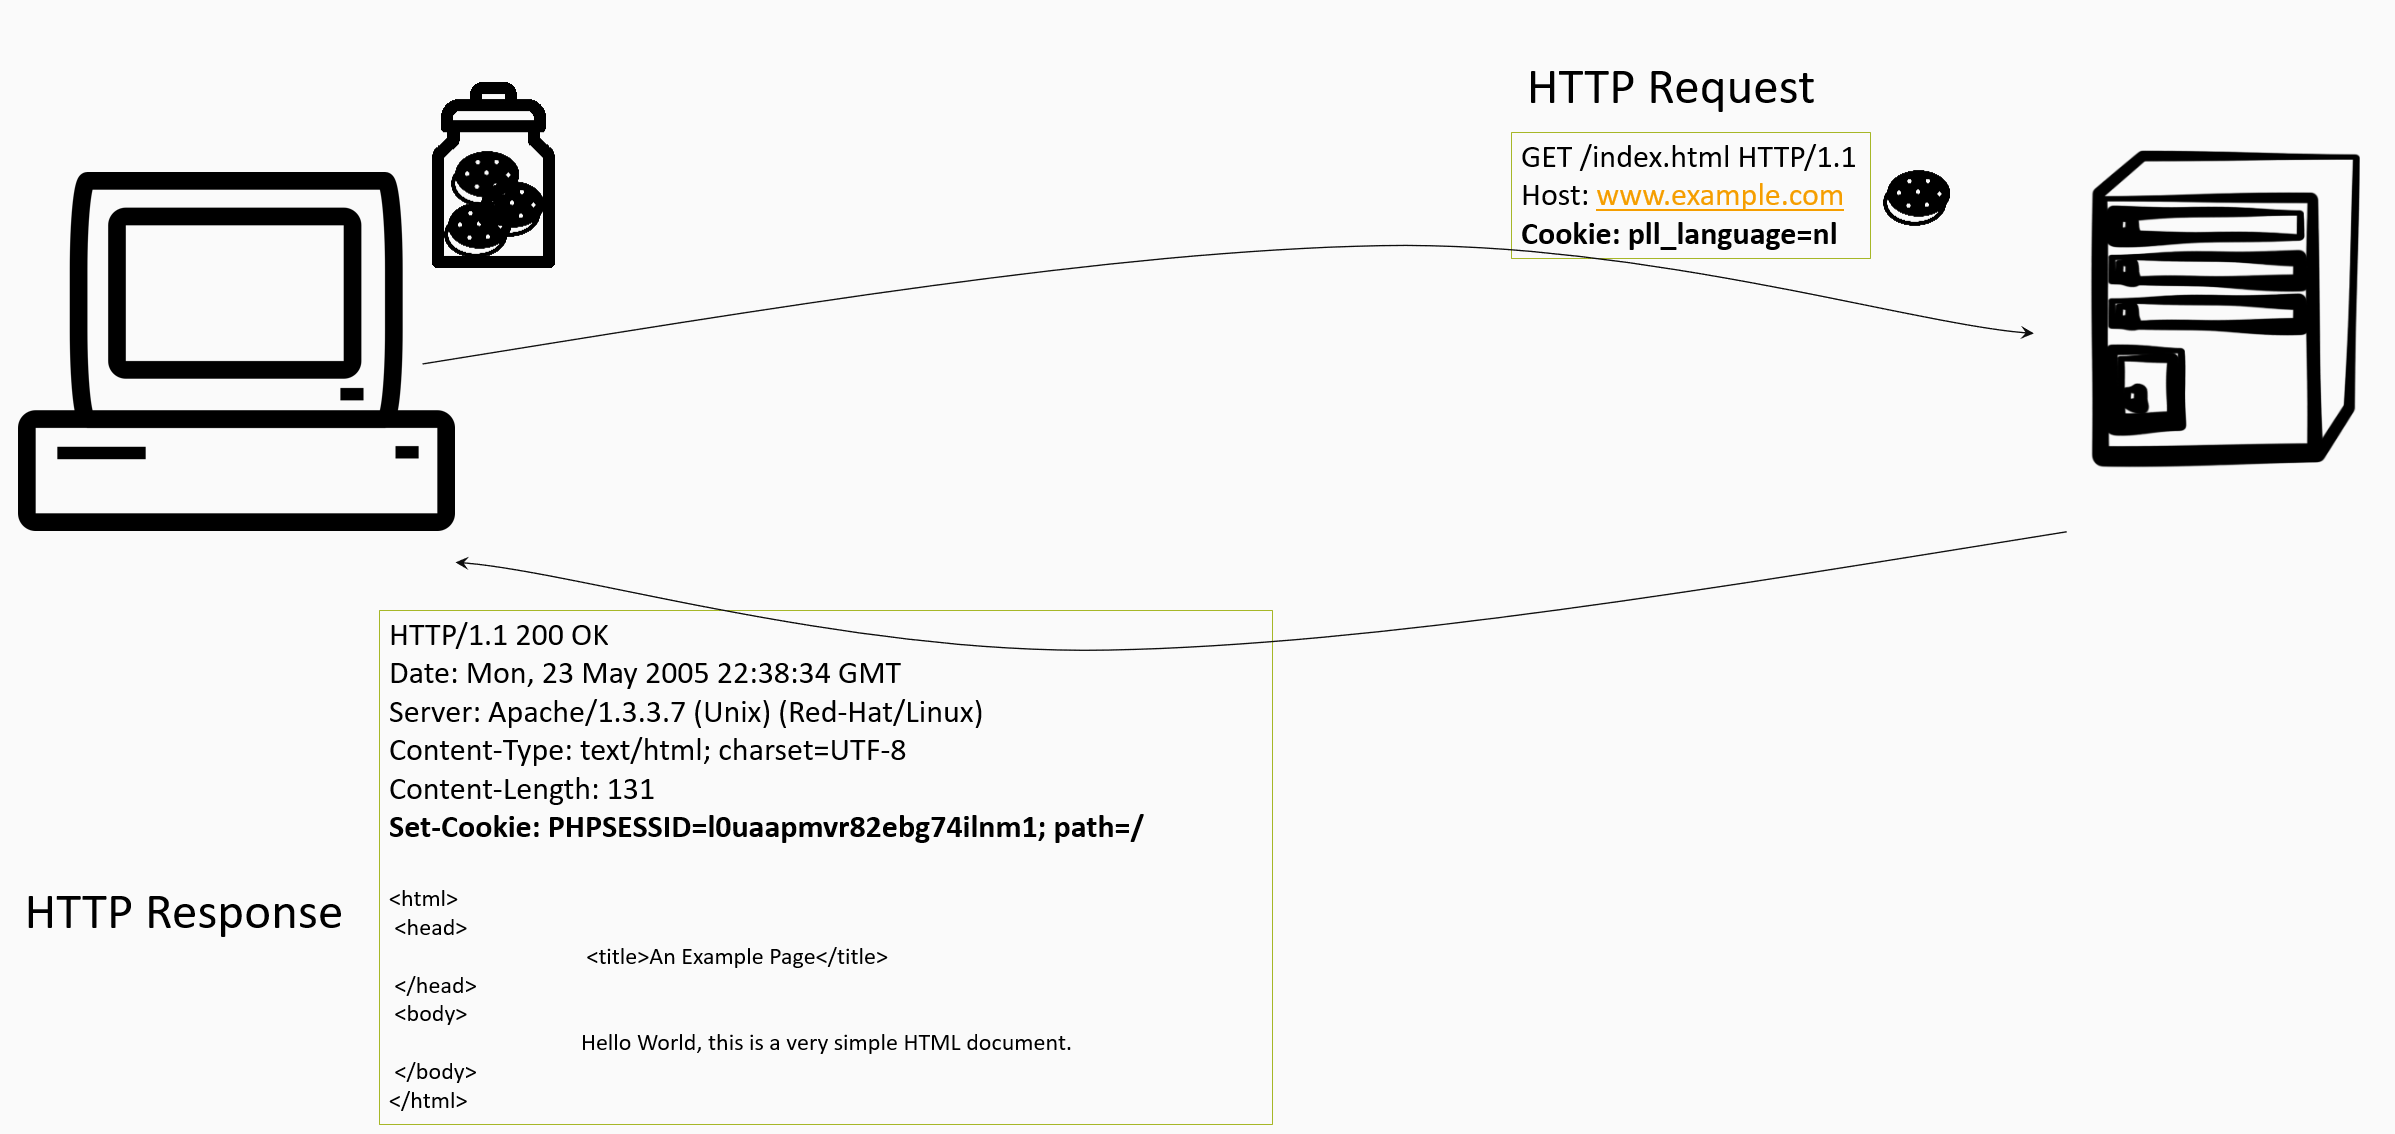 HTTP Request
GET /index.html HTTP/1.1
Host: www.example.com
Cookie: pll_language=nl
HTTP/1.1 200 OK
Date: Mon, 23 May 2005 22:38:34 GMT
Server: Apache/1.3.3.7 (Unix) (Red-Hat/Linux)
Content-Type: text/html; charset=UTF-8
Content-Length: 131
Set-Cookie: PHPSESSID=l0uaapmvr82ebg74ilnm1; path=/
HTTP Response
<html>
<head>
<title>An Example Page</title>
</head>
<body>
Hello World, this is a very simple HTML document.
</body>
</html>